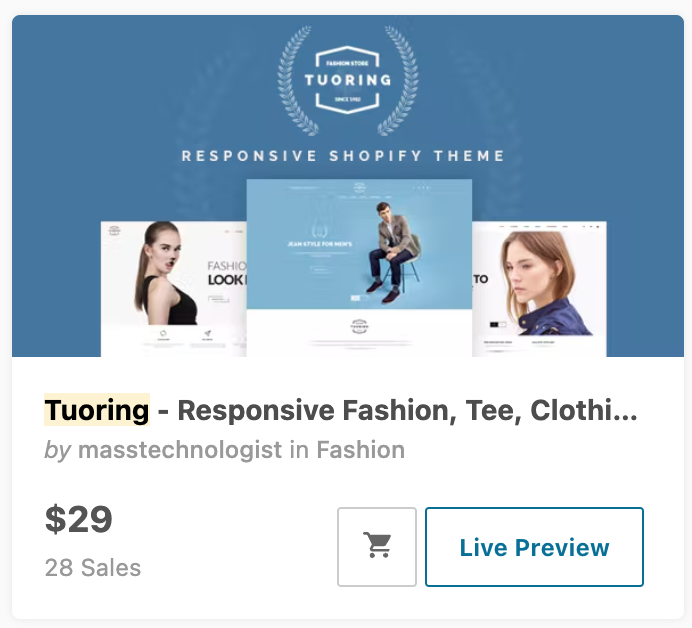 FASHION STORE
TUORING
SINCE 1982
RESPONSIVE SHOPIFY THEME
FASHIO
LOOK
JEAN STYLE FOR MEN'S
TO
TUORING
Tuoring - Responsive Fashion, Tee, Clothi...
by masstechnologist in Fashion
$29
28 Sales
Live Preview